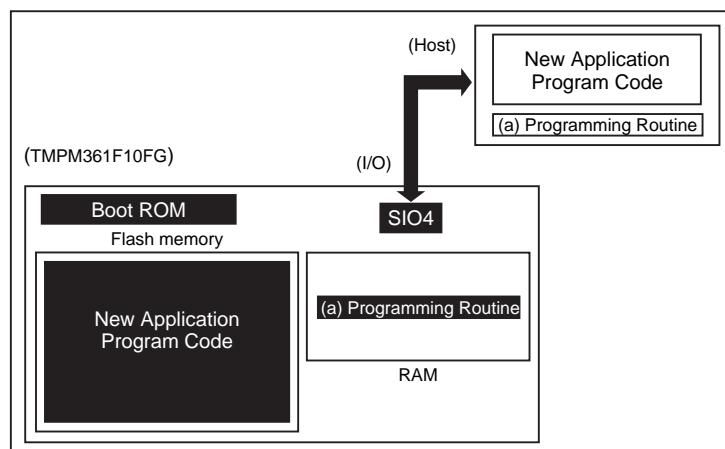 (Host)
New Application
Program Code
(a) Programming Routine
(TMPM361F10FG)
(I/O)
Boot ROM
SIO4
Flash memory
New Application
Program Code
(a) Programming Routine
RAM